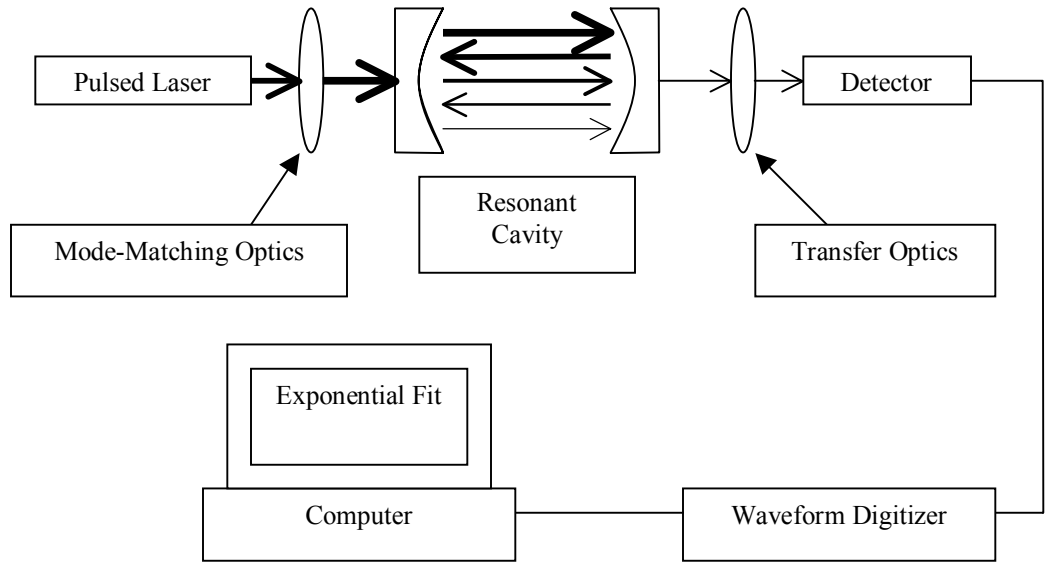 Pulsed Laser
Detector
Resonant
Cavity
Mode-Matching Optics
Transfer Optics
Exponential Fit
Computer
Waveform Digitizer